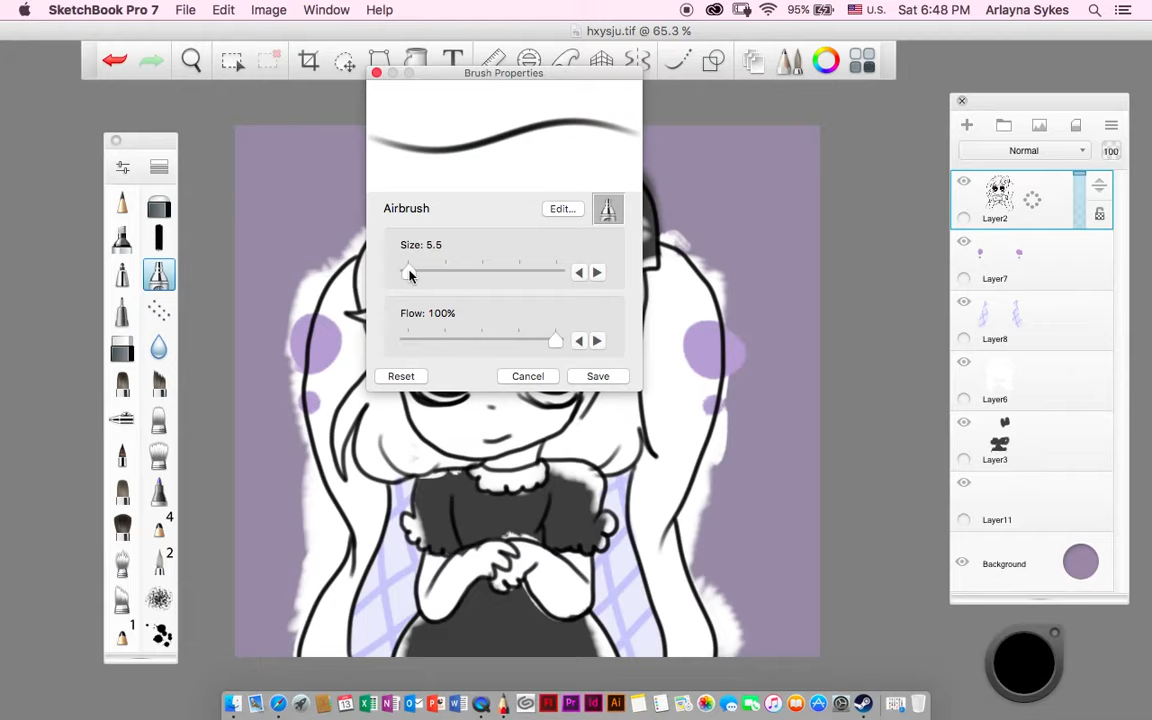 SketchBook Pro 7 File Edit Image Window Help 95% U.S. Sat 6:48 PM Arlayna Sykes
hxysju.tif @ 65.3 %
T
Brush Properties
Normal 100
Layer2
Airbrush Edit...
Size: 5.5
Layer7
Flow: 100%
Layer8
Reset Cancel Save
Layer6
Layer3
4
Layer11
2
Background
1